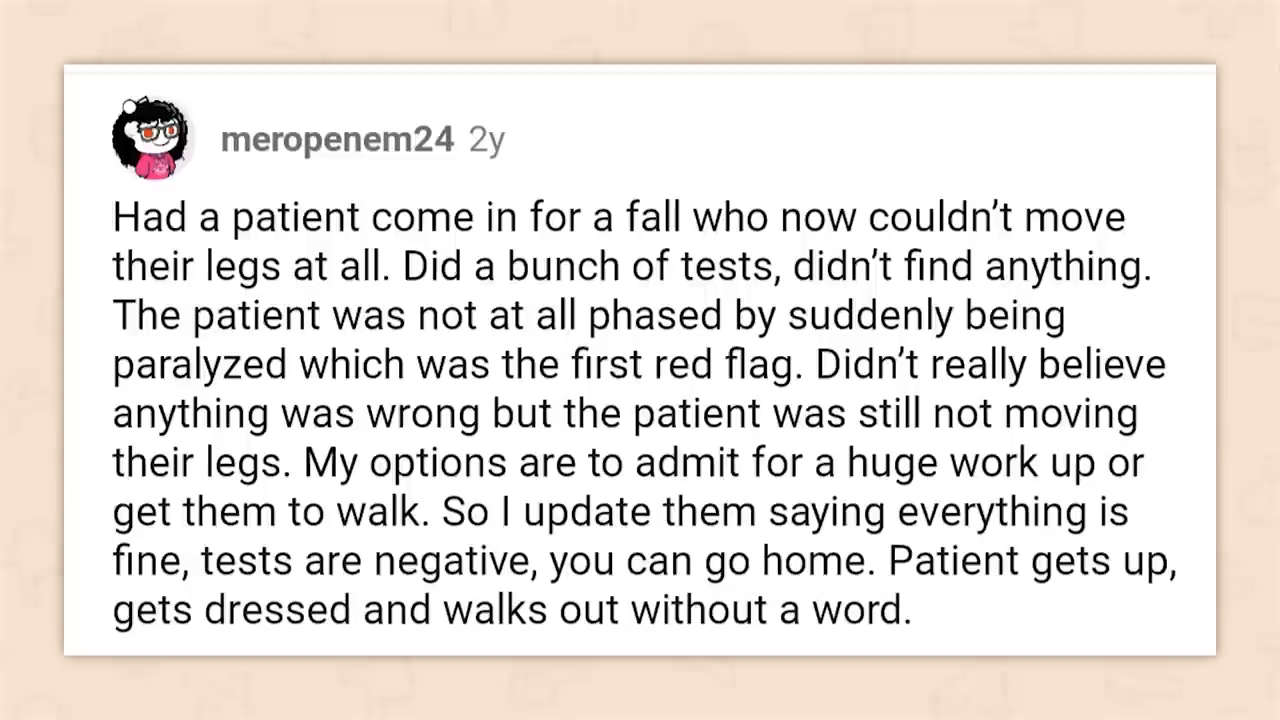 meropenem24 2y
Had a patient come in for a fall who now couldn’t move
their legs at all. Did a bunch of tests, didn’t find anything.
The patient was not at all phased by suddenly being
paralyzed which was the first red flag. Didn’t really believe
anything was wrong but the patient was still not moving
their legs. My options are to admit for a huge work up or
get them to walk. So I update them saying everything is
fine, tests are negative, you can go home. Patient gets up,
gets dressed and walks out without a word.